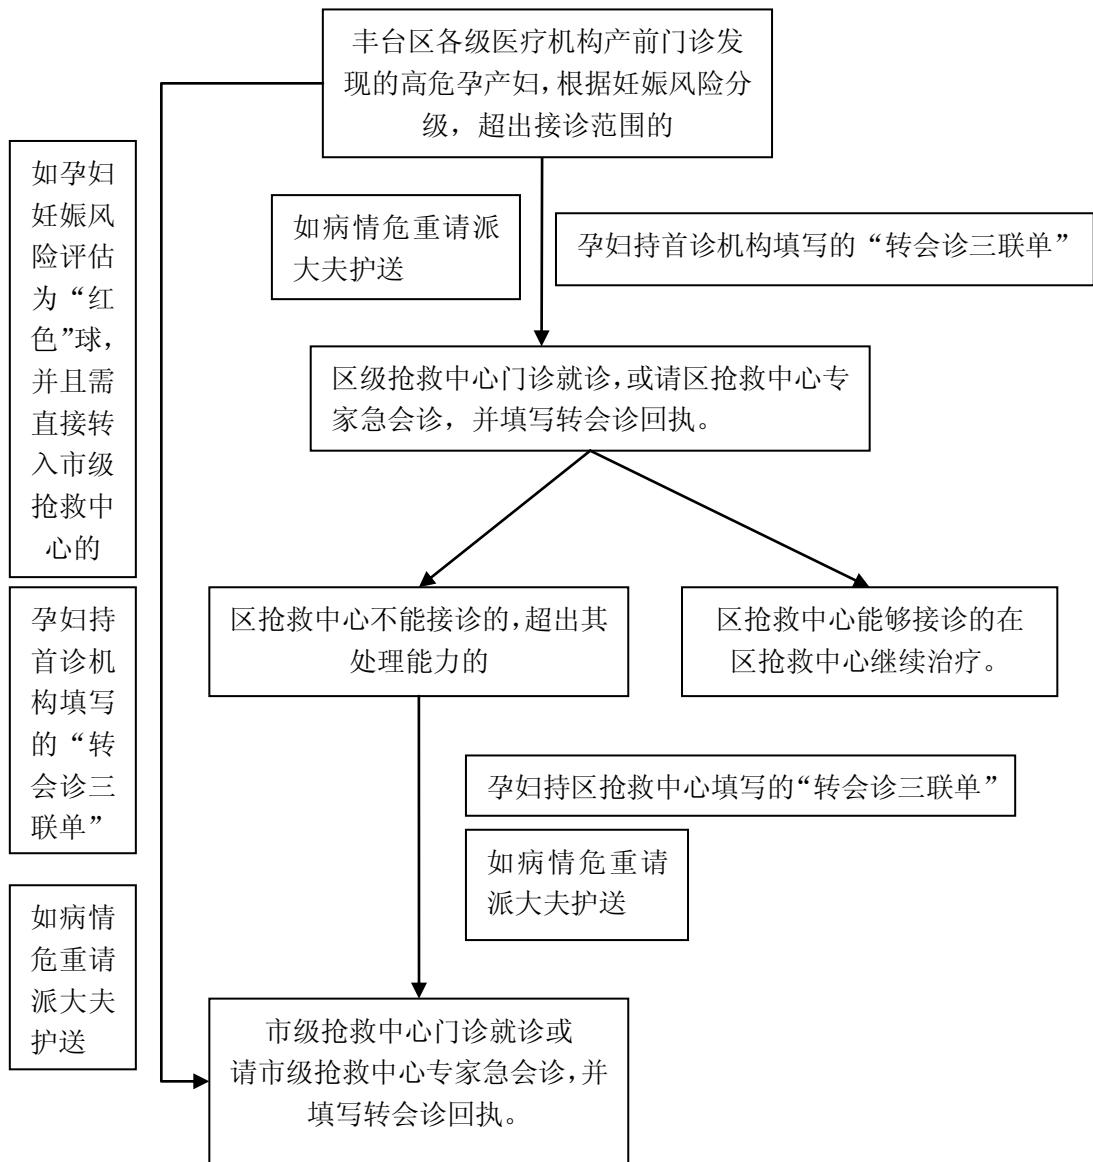 丰台区各级医疗机构产前门诊发
现的高危孕产妇,根据妊娠风险分
级，超出接诊范围的
如孕妇
妊娠风
险评估
为“红
色”球,
并且需
直接转
入市级
抢救中
心的
如病情危重请派
大夫护送
孕妇持首诊机构填写的“转会诊三联单”
区级抢救中心门诊就诊,或请区抢救中心专
家急会诊，并填写转会诊回执。
孕妇持
首诊机
构填写
的“转
会诊三
联单”
区抢救中心不能接诊的,超出其
处理能力的
区抢救中心能够接诊的在
区抢救中心继续治疗。
孕妇持区抢救中心填写的“转会诊三联单”
如病情危重请
派大夫护送
如病情
危重请
派大夫
护送
市级抢救中心门诊就诊或
请市级抢救中心专家急会诊,并
填写转会诊回执。